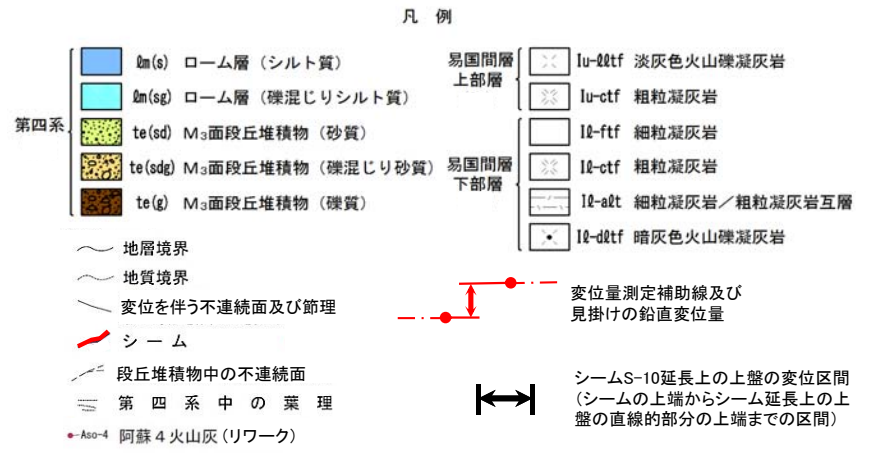 凡 例
第四系
ℓm(s) ローム層（シルト質）
ℓm(sg) ローム層（礫混じりシルト質）
te(sd) M₃面段丘堆積物（砂質）
te(sdg) M₃面段丘堆積物（礫混じり砂質）
te(g) M₃面段丘堆積物（礫質）
地層境界
地質境界
変位を伴う不連続面及び節理
シ ー ム
段丘堆積物中の不連続面
第 四 系 中 の 葉 理
Aso-4 阿蘇４火山灰（リワーク）
易国間層
上部層
Iu-ℓℓtf 淡灰色火山礫凝灰岩
Iu-ctf 粗粒凝灰岩
易国間層
下部層
Iℓ-ftf 細粒凝灰岩
Iℓ-ctf 粗粒凝灰岩
Iℓ-aℓt 細粒凝灰岩／粗粒凝灰岩互層
Iℓ-dℓtf 暗灰色火山礫凝灰岩
変位量測定補助線及び
見掛けの鉛直変位量
シームS-10延長上の上盤の変位区間
（シームの上端からシーム延長上の上
盤の直線的部分の上端までの区間）